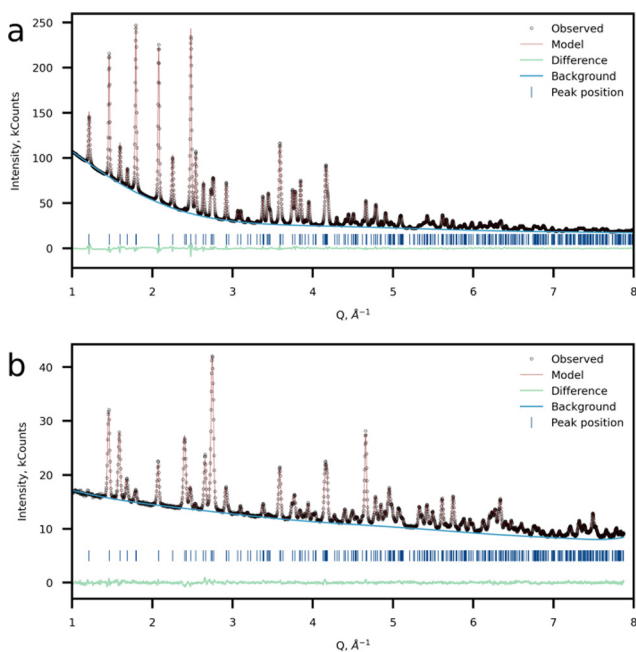 a
250
200
150
100
50
0
Intensity, kCounts
Observed
Model
Difference
Background
Peak position
1 2 3 4 5 6 7 8
Q, Å⁻¹
b
40
30
20
10
0
Intensity, kCounts
Observed
Model
Difference
Background
Peak position
1 2 3 4 5 6 7 8
Q, Å⁻¹